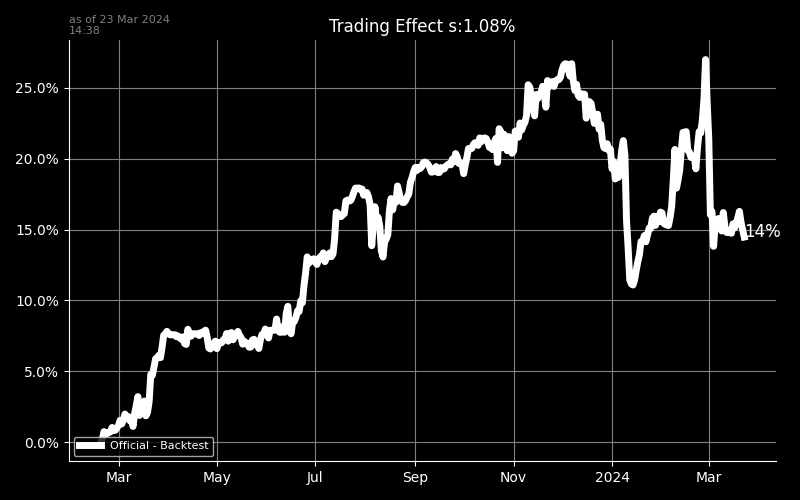 as of 23 Mar 2024
14:38
Trading Effect s:1.08%
25.0%
20.0%
15.0%
14%
10.0%
5.0%
0.0%
Official - Backtest
Mar May Jul Sep Nov 2024 Mar